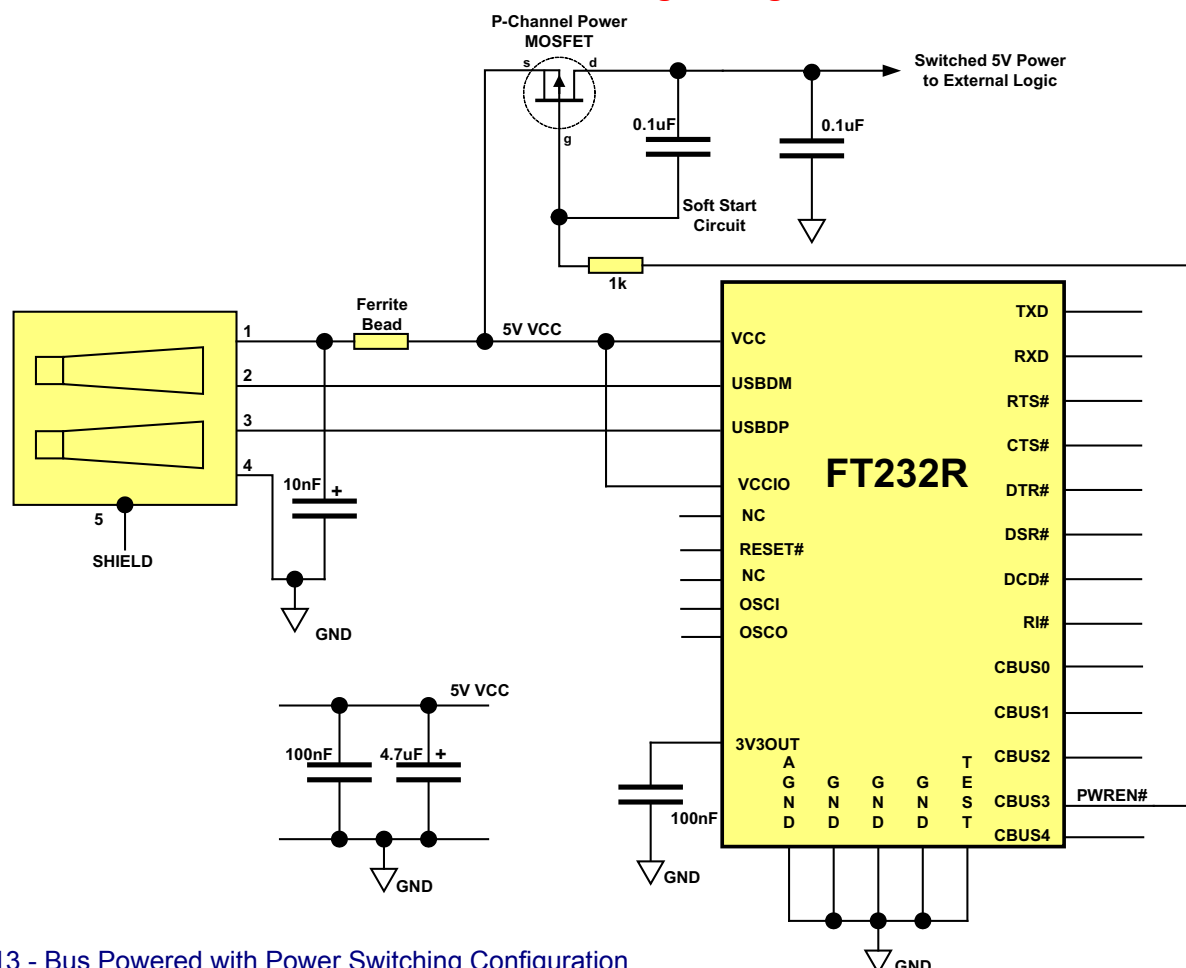 P-Channel Power
MOSFET
s
d
g
Switched 5V Power
to External Logic
0.1uF
0.1uF
Soft Start
Circuit
1k
Ferrite
Bead
5V VCC
1
2
3
4
5
SHIELD
10nF
+
GND
VCC
USBDM
USBDP
VCCIO
NC
RESET#
NC
OSCI
OSCO
3V3OUT
FT232R
TXD
RXD
RTS#
CTS#
DTR#
DSR#
DCD#
RI#
CBUS0
CBUS1
CBUS2
CBUS3
PWREN#
CBUS4
AGND
GND
GND
GND
TEST
5V VCC
100nF
4.7uF
+
GND
100nF
GND
GND
13 - Bus Powered with Power Switching Configuration